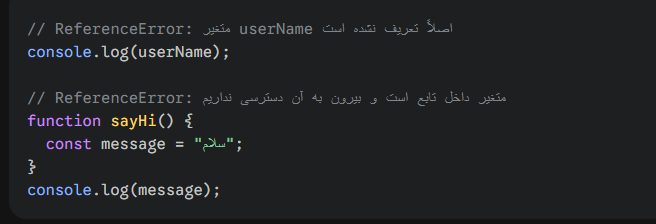 // ReferenceError: متغیر userName اصلاً تعریف نشده است
console.log(userName);
// ReferenceError: متغیر داخل تابع است و بیرون به آن دسترسی نداریم
function sayHi() {
  const message = "سلام";
}
console.log(message);